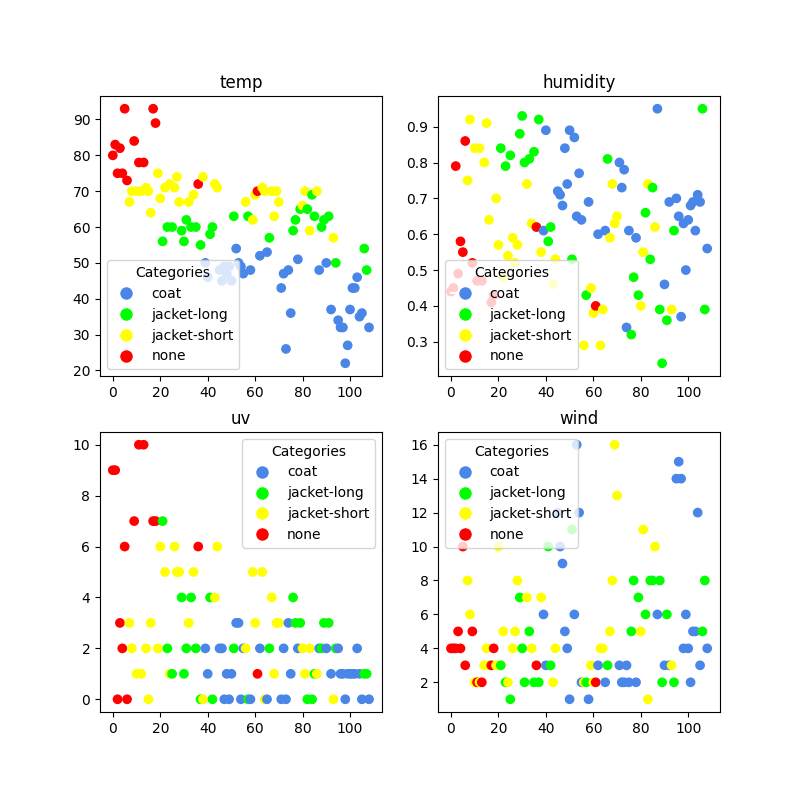 temp
90
80
70
60
50
40
30
20
0 20 40 60 80 100
Categories
coat
jacket-long
jacket-short
none
humidity
0.9
0.8
0.7
0.6
0.5
0.4
0.3
0 20 40 60 80 100
Categories
coat
jacket-long
jacket-short
none
uv
10
8
6
4
2
0
0 20 40 60 80 100
Categories
coat
jacket-long
jacket-short
none
wind
16
14
12
10
8
6
4
2
0 20 40 60 80 100
Categories
coat
jacket-long
jacket-short
none